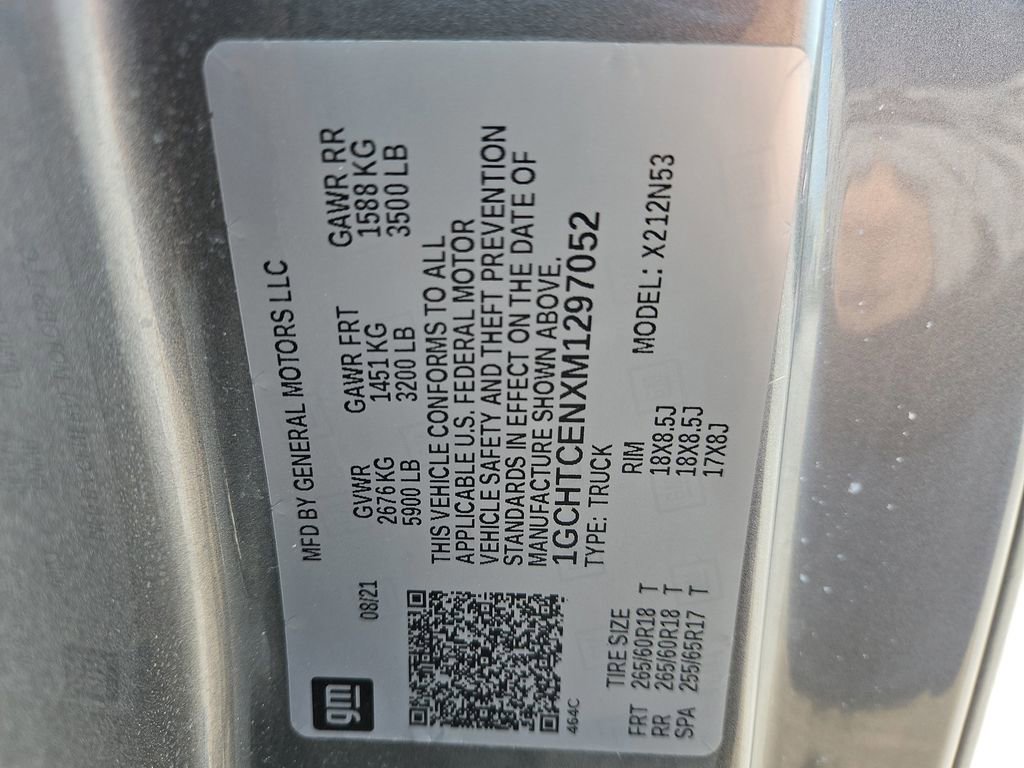 gm
MFD BY GENERAL MOTORS LLC
08/21
GVWR GAWR FRT GAWR RR
2676 KG 1451 KG 1588 KG
5900 LB 3200 LB 3500 LB
THIS VEHICLE CONFORMS TO ALL
APPLICABLE U.S. FEDERAL MOTOR
VEHICLE SAFETY AND THEFT PREVENTION
STANDARDS IN EFFECT ON THE DATE OF
MANUFACTURE SHOWN ABOVE.
1GCHTCENXM1297052
464C
TYPE: TRUCK MODEL: X212N53
TIRE SIZE RIM
FRT 265/60R18 T 18X8.5J
RR 265/60R18 T 18X8.5J
SPA 255/65R17 T 17X8J